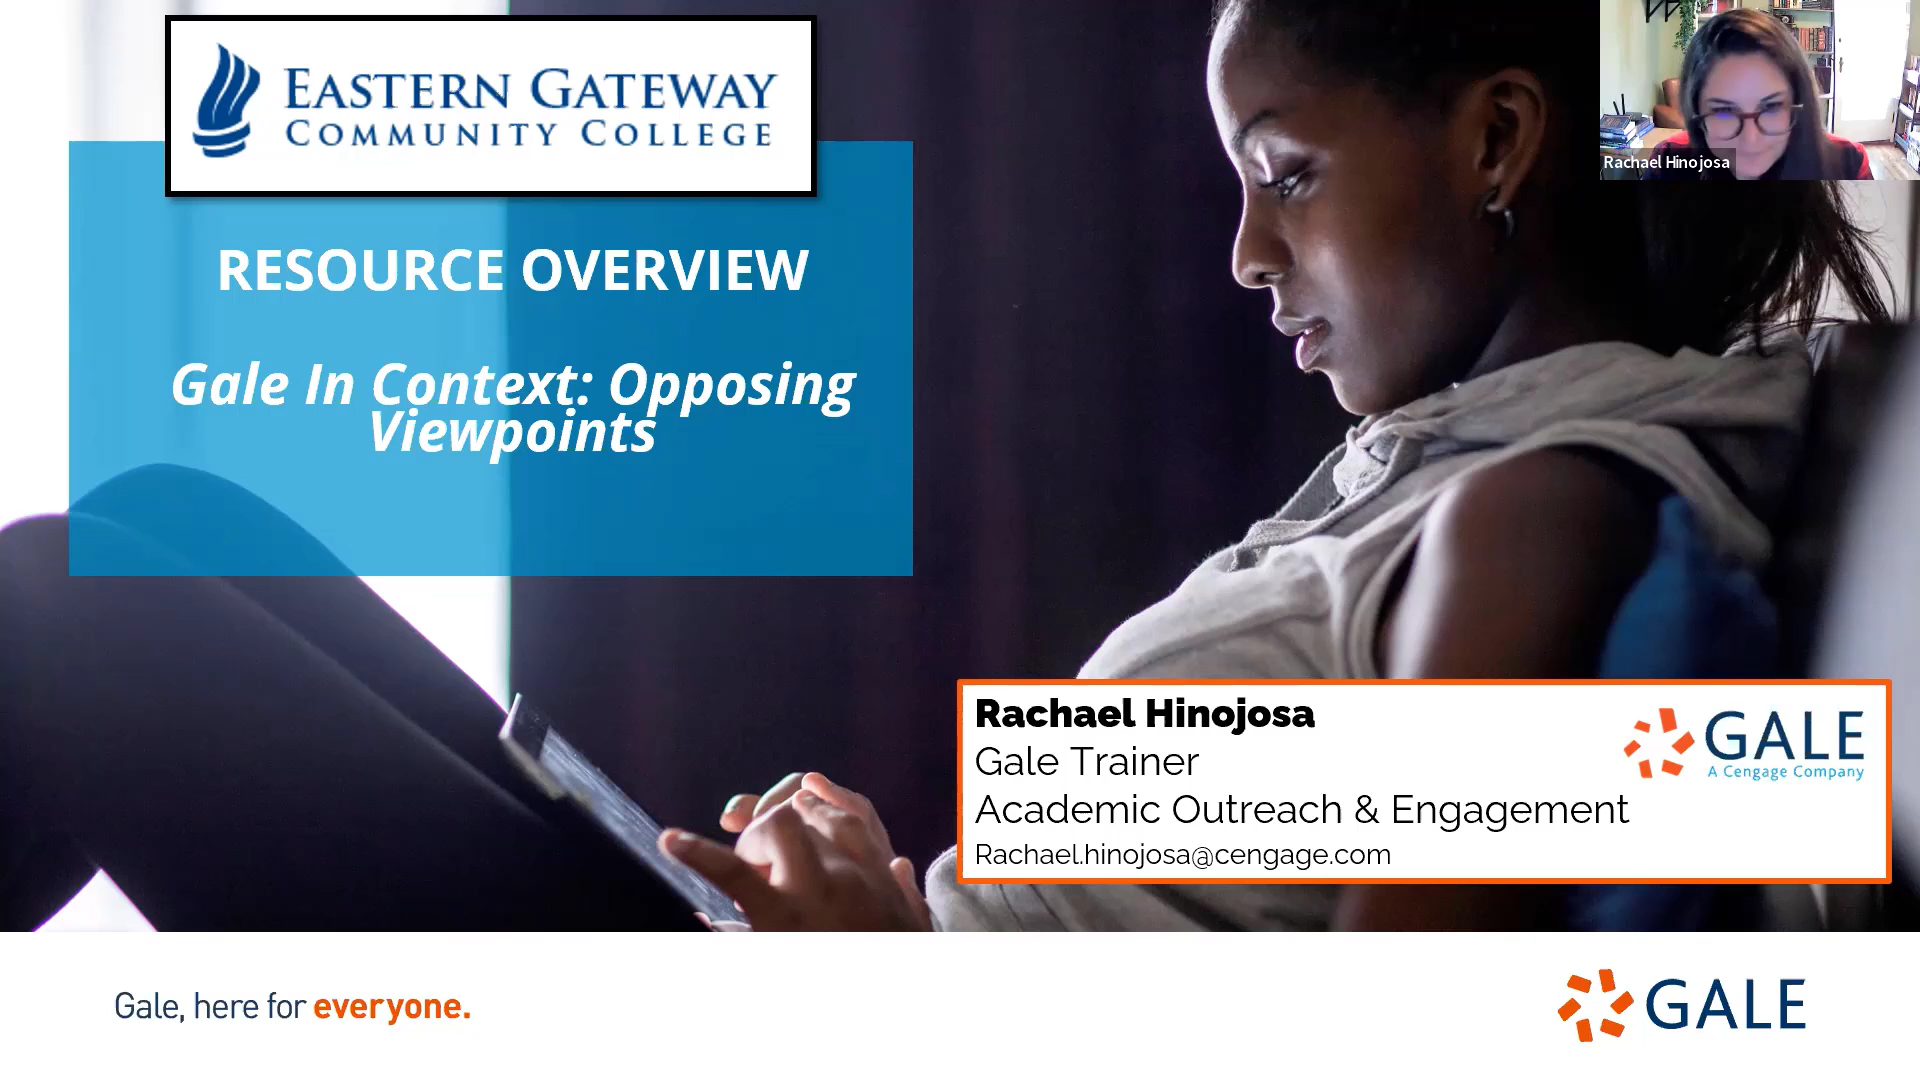 EASTERN GATEWAY
COMMUNITY COLLEGE
RESOURCE OVERVIEW
Gale In Context: Opposing
Viewpoints
Rachael Hinojosa
Rachael Hinojosa
Gale Trainer
Academic Outreach & Engagement
Rachael.hinojosa@cengage.com
GALE
A Cengage Company
Gale, here for everyone.
GALE